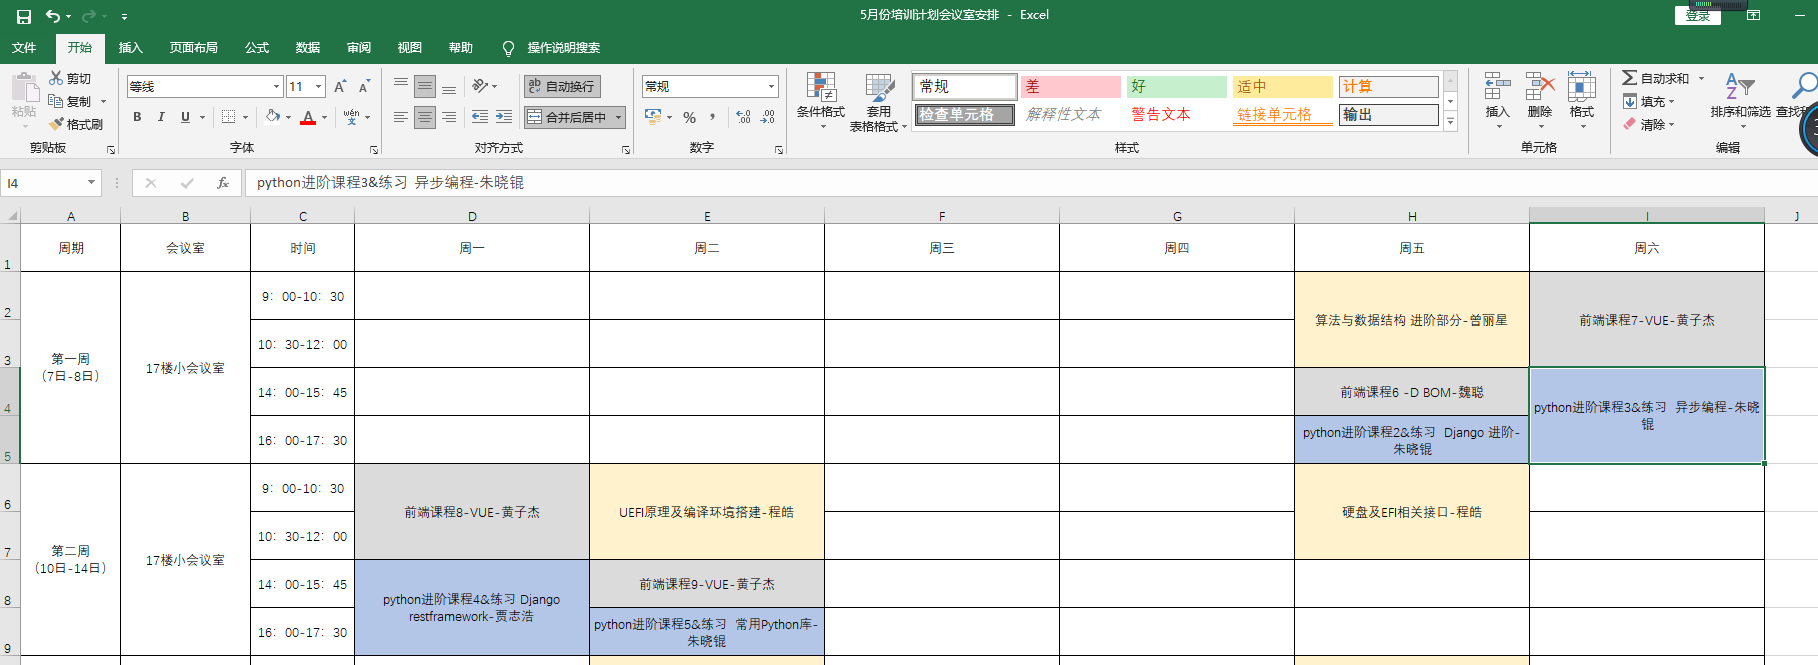 5月份培训计划会议室安排 - Excel
登录
文件 开始 插入 页面布局 公式 数据 审阅 视图 帮助 操作说明搜索
粘贴
剪切
复制
格式刷
剪贴板
等线 11
B I U A wén 文
字体
ab 自动换行
合并后居中
对齐方式
常规
% ,
数字
条件格式
套用
表格格式
常规 差 好 适中 计算
检查单元格 解释性文本 警告文本 链接单元格 输出
样式
插入 删除 格式
单元格
自动求和
填充
清除
排序和筛选
编辑
I4 fx python进阶课程3&练习 异步编程-朱晓锟
A B C D E F G H I J
1 周期 会议室 时间 周一 周二 周三 周四 周五 周六
2 9：00-10：30
算法与数据结构 进阶部分-曾丽星
前端课程7-VUE-黄子杰
3 10：30-12：00
第一周
（7日-8日）
17楼小会议室
4 14：00-15：45
前端课程6 -D BOM-魏聪
python进阶课程3&练习 异步编程-朱晓
锟
5 16：00-17：30
python进阶课程2&练习 Django 进阶-
朱晓锟
6 9：00-10：30
前端课程8-VUE-黄子杰
UEFI原理及编译环境搭建-程皓
硬盘及EFI相关接口-程皓
7 10：30-12：00
第二周
（10日-14日）
17楼小会议室
8 14：00-15：45
python进阶课程4&练习 Django
restframework-贾志浩
前端课程9-VUE-黄子杰
9 16：00-17：30
python进阶课程5&练习 常用Python库-
朱晓锟